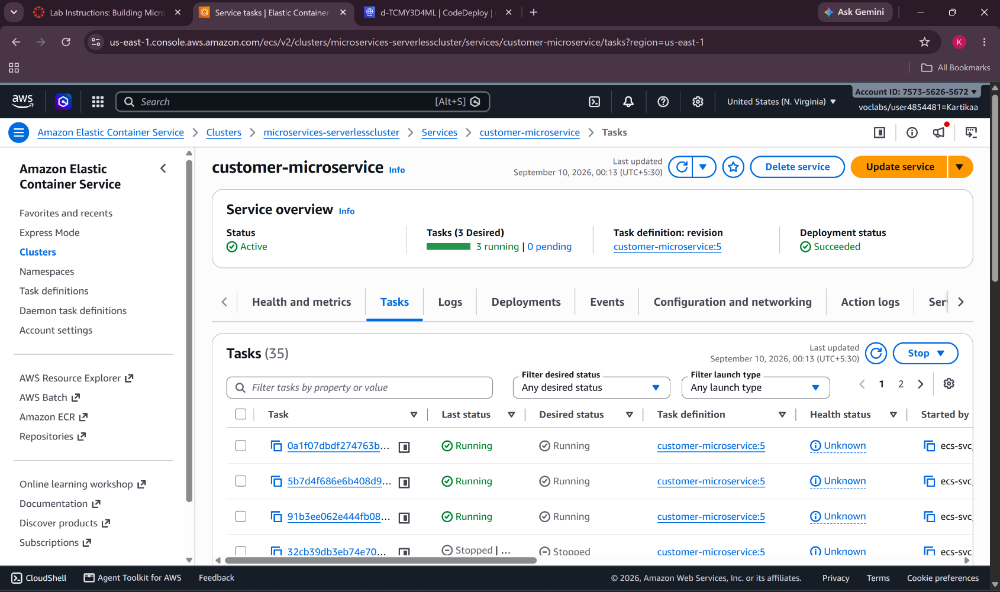 Lab Instructions: Building Micro
Service tasks | Elastic Container
d-TCMY3D4ML | CodeDeploy |
Ask Gemini
us-east-1.console.aws.amazon.com/ecs/v2/clusters/microservices-serverlesscluster/services/customer-microservice/tasks?region=us-east-1
K
All Bookmarks
aws
Search
[Alt+S]
United States (N. Virginia)
Account ID: 7573-5626-5672
voclabs/user4854481=Kartikaa
Amazon Elastic Container Service
Clusters
microservices-serverlesscluster
Services
customer-microservice
Tasks
Amazon Elastic
Container Service
Favorites and recents
Express Mode
Clusters
Namespaces
Task definitions
Daemon task definitions
Account settings
AWS Resource Explorer
AWS Batch
Amazon ECR
Repositories
Online learning workshop
Documentation
Discover products
Subscriptions
customer-microservice Info
Last updated
September 10, 2026, 00:13 (UTC+5:30)
Delete service
Update service
Service overview Info
Status
Active
Tasks (3 Desired)
3 running | 0 pending
Task definition: revision
customer-microservice:5
Deployment status
Succeeded
Health and metrics
Tasks
Logs
Deployments
Events
Configuration and networking
Action logs
Ser
Tasks (35)
Last updated
September 10, 2026, 00:13 (UTC+5:30)
Stop
Filter tasks by property or value
Filter desired status
Any desired status
Filter launch type
Any launch type
1 2
Task Last status Desired status Task definition Health status Started by
0a1f07dbdf274763b... Running Running customer-microservice:5 Unknown ecs-svc
5b7d4f686e6b408d9... Running Running customer-microservice:5 Unknown ecs-svc
91b3ee062e444fb08... Running Running customer-microservice:5 Unknown ecs-svc
32cb39db3eb74e70... Stopped | ... Stopped customer-microservice:5 Unknown ecs-svc
CloudShell
Agent Toolkit for AWS
Feedback
© 2026, Amazon Web Services, Inc. or its affiliates.
Privacy
Terms
Cookie preferences